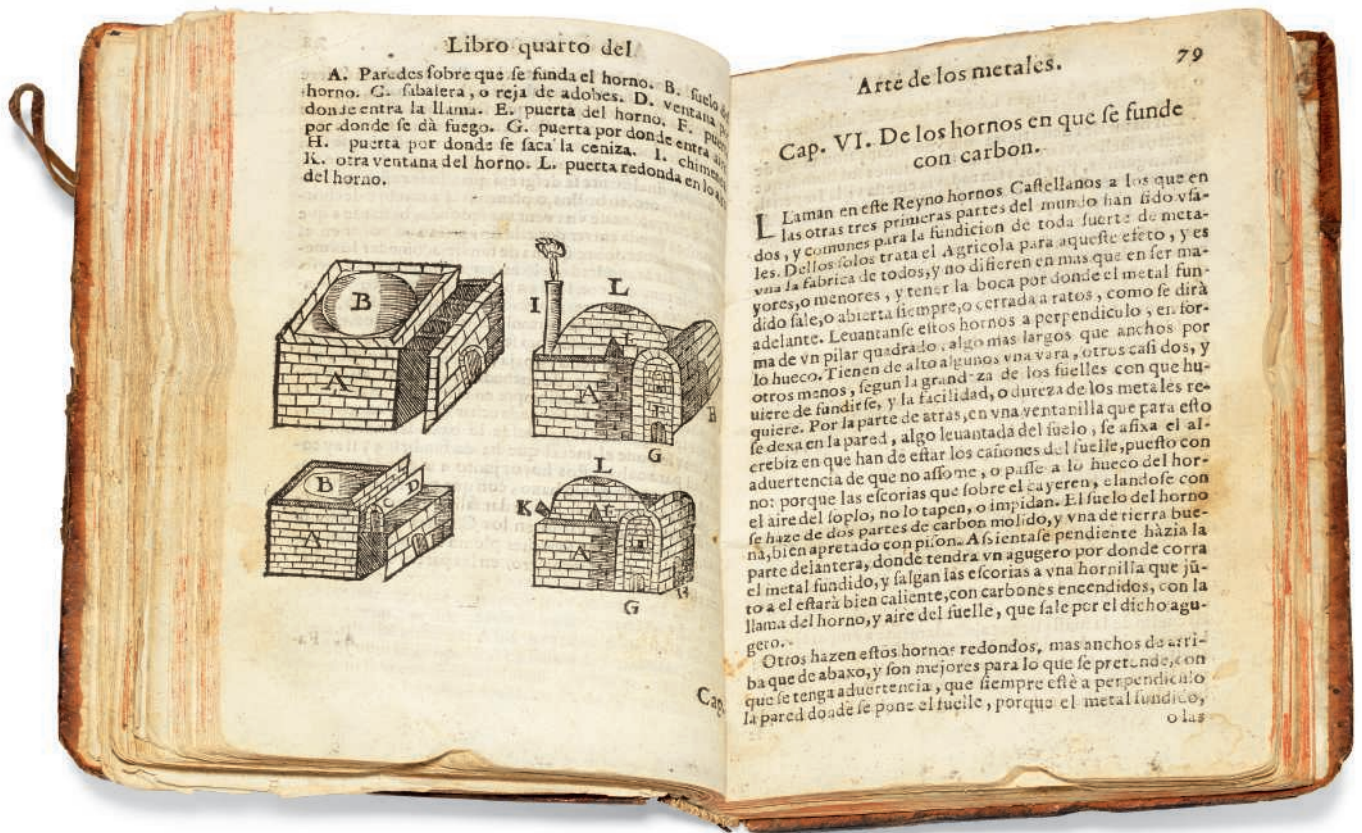 Libro quarto del
A. Paredes ſobre que ſe funda el horno. B. ſuelo del
horno. C. ſabalera, o reja de adobes. D. ventana por
donde entra la llama. E. puerta del horno. F. puerta
por donde ſe dà fuego. G. puerta por donde entra aire
H. puerta por donde ſe ſaca la ceniza. I. chimenea
K. otra ventana del horno. L. puerta redonda en lo alto
del horno.
B
A
I
L
E
A
H
G
B
C
D
A
L
K
E
A
H
G
Cap.
Arte de los metales.
79
Cap. VI. De los hornos en que ſe funde
con carbon.
LLaman en eſte Reyno hornos Caſtellanos a los que en
las otras tres primeras partes del mundo han ſido vſa-
dos, y comunes para la fundicion de toda ſuerte de meta-
les. Dellos ſolos trata el Agricola para aqueſte efeto, y es
vna la fabrica de todos, y no difieren en mas que en ſer ma-
yores, o menores, y tener la boca por donde el metal fun-
dido ſale, o abierta ſiempre, o cerrada a ratos, como ſe dirà
adelante. Leuantanſe eſtos hornos a perpendiculo, en for-
ma de vn pilar quadrado, algo mas largos que anchos por
lo hueco. Tienen de alto algunos vna vara, otros caſi dos, y
otros menos, ſegun la grandeza de los fuelles con que hu-
uiere de fundirſe, y la facilidad, o dureza de los metales re-
quiere. Por la parte de atras, en vna ventanilla que para eſto
ſe dexa en la pared, algo leuantada del ſuelo, ſe afixa el al-
crebiz en que han de eſtar los cañones del fuelle, pueſto con
aduertencia de que no aſſome, o paſſe a lo hueco del hor-
no: porque las eſcorias que ſobre el cayeren, elandoſe con
el aire del ſoplo, no lo tapen, o impidan. El ſuelo del horno
ſe haze de dos partes de carbon molido, y vna de tierra bue-
na, bien apretado con piſon. Aſsientaſe pendiente hàzia la
parte delantera, donde tendra vn agugero por donde corra
el metal fundido, y ſalgan las eſcorias a vna hornilla que jũ-
to a el eſtarà bien caliente, con carbones encendidos, con la
llama del horno, y aire del fuelle, que ſale por el dicho agu-
gero.
Otros hazen eſtos hornos redondos, mas anchos de arri-
ba que de abaxo, y ſon mejores para lo que ſe pretende, con
que ſe tenga aduertencia, que ſiempre eſtè a perpendiculo
la pared donde ſe pone el fuelle, porque el metal fundido,
o las